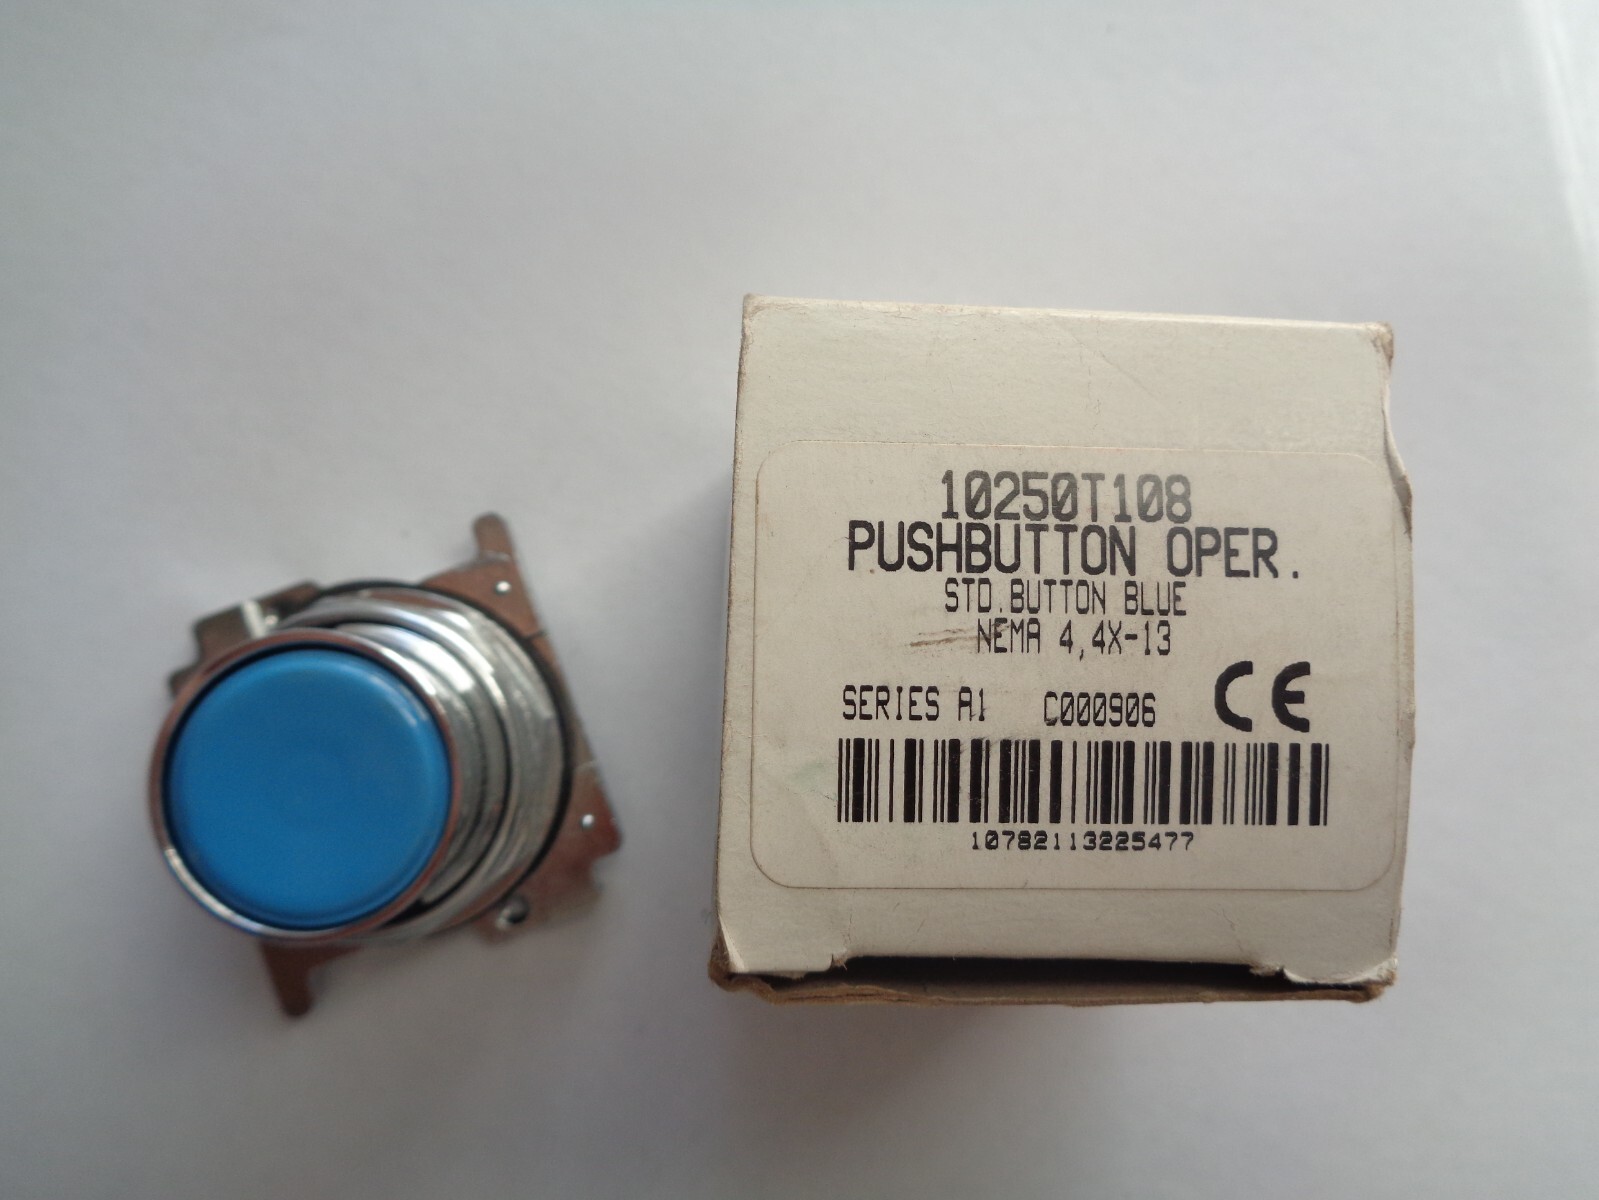 10250T108
PUSHBUTTON OPER.
STD.BUTTON BLUE
NEMA 4,4X-13
SERIES A1 C000906 CE
10782113225477